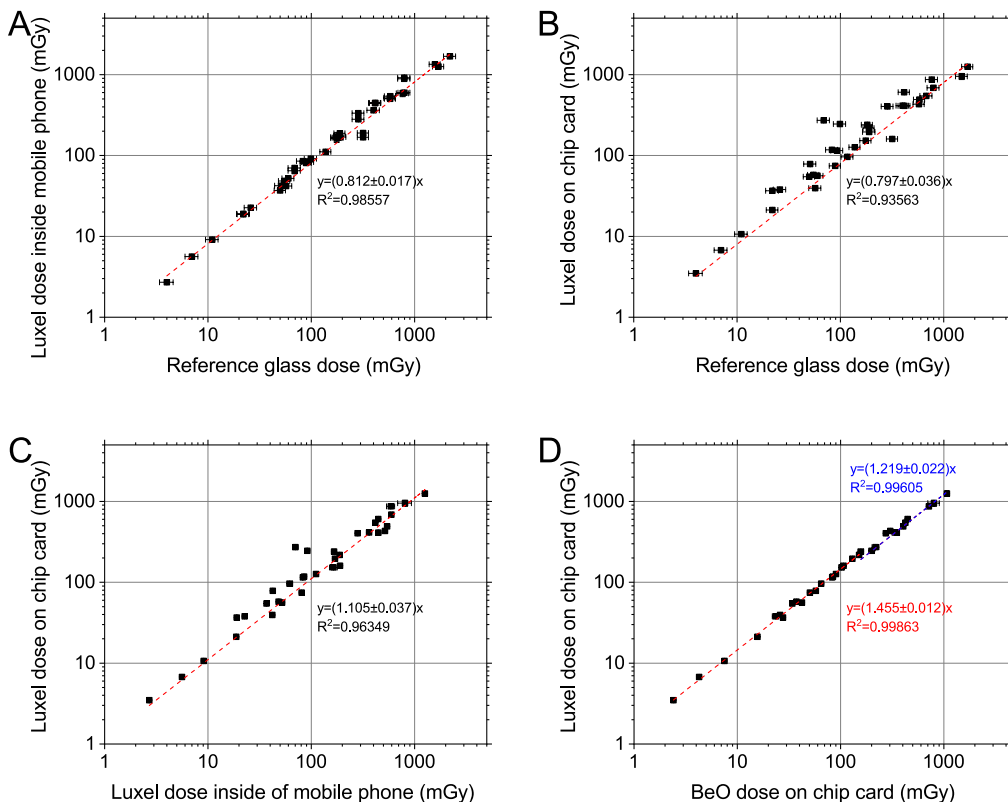 A
Luxel dose inside mobile phone (mGy)
1000
100
10
1
y=(0.812±0.017)x
R²=0.98557
1 10 100 1000
Reference glass dose (mGy)
B
Luxel dose on chip card (mGy)
1000
100
10
1
y=(0.797±0.036)x
R²=0.93563
1 10 100 1000
Reference glass dose (mGy)
C
Luxel dose on chip card (mGy)
1000
100
10
1
y=(1.105±0.037)x
R²=0.96349
1 10 100 1000
Luxel dose inside of mobile phone (mGy)
D
Luxel dose on chip card (mGy)
1000
100
10
1
y=(1.219±0.022)x
R²=0.99605
y=(1.455±0.012)x
R²=0.99863
1 10 100 1000
BeO dose on chip card (mGy)